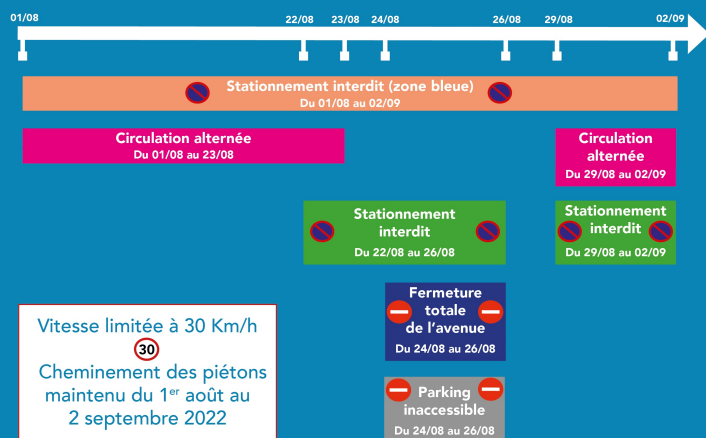 01/08
22/08
23/08
24/08
26/08
29/08
02/09
Stationnement interdit (zone bleue)
Du 01/08 au 02/09
Circulation alternée
Du 01/08 au 23/08
Circulation
alternée
Du 29/08 au 02/09
Stationnement
interdit
Du 22/08 au 26/08
Stationnement
interdit
Du 29/08 au 02/09
Fermeture
totale
de l'avenue
Du 24/08 au 26/08
Parking
inaccessible
Du 24/08 au 26/08
Vitesse limitée à 30 Km/h
30
Cheminement des piétons
maintenu du 1er août au
2 septembre 2022